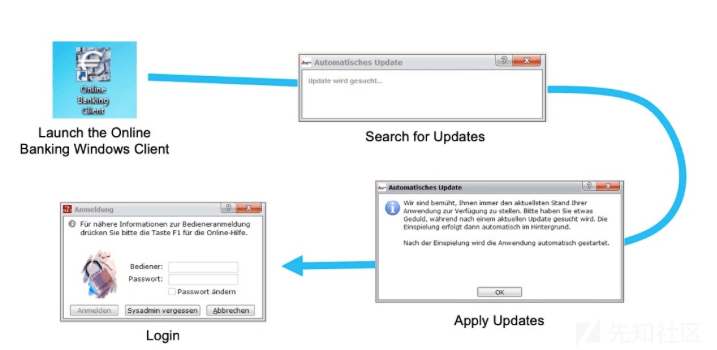 Online
Banking
Client
Launch the Online
Banking Windows Client
Automatisches Update
Update wird gesucht...
Search for Updates
Automatisches Update
Wir sind bemüht, Ihnen immer den aktuellsten Stand Ihrer
Anwendung zur Verfügung zu stellen. Bitte haben Sie etwas
Geduld, während nach einem aktuellen Update gesucht wird. Die
Einspielung erfolgt dann automatisch im Hintergrund.
Nach der Einspielung wird die Anwendung automatisch gestartet.
OK
Apply Updates
Anmeldung
Für nähere Informationen zur Bedieneranmeldung
drücken Sie bitte die Taste F1 für die Online-Hilfe.
Bediener:
Passwort:
Passwort ändern
Anmelden Sysadmin vergessen Abbrechen
Login
先知社区